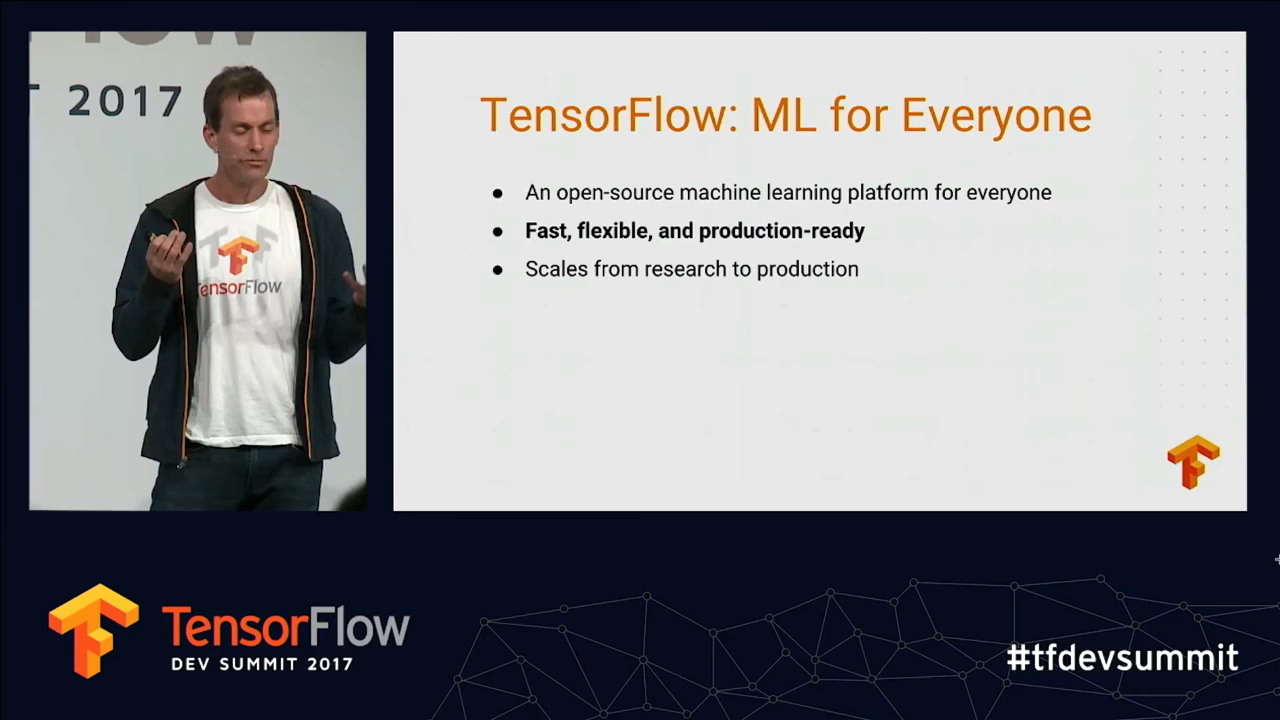 2017
TensorFlow
TensorFlow: ML for Everyone
● An open-source machine learning platform for everyone
● Fast, flexible, and production-ready
● Scales from research to production
TensorFlow
DEV SUMMIT 2017
#tfdevsummit